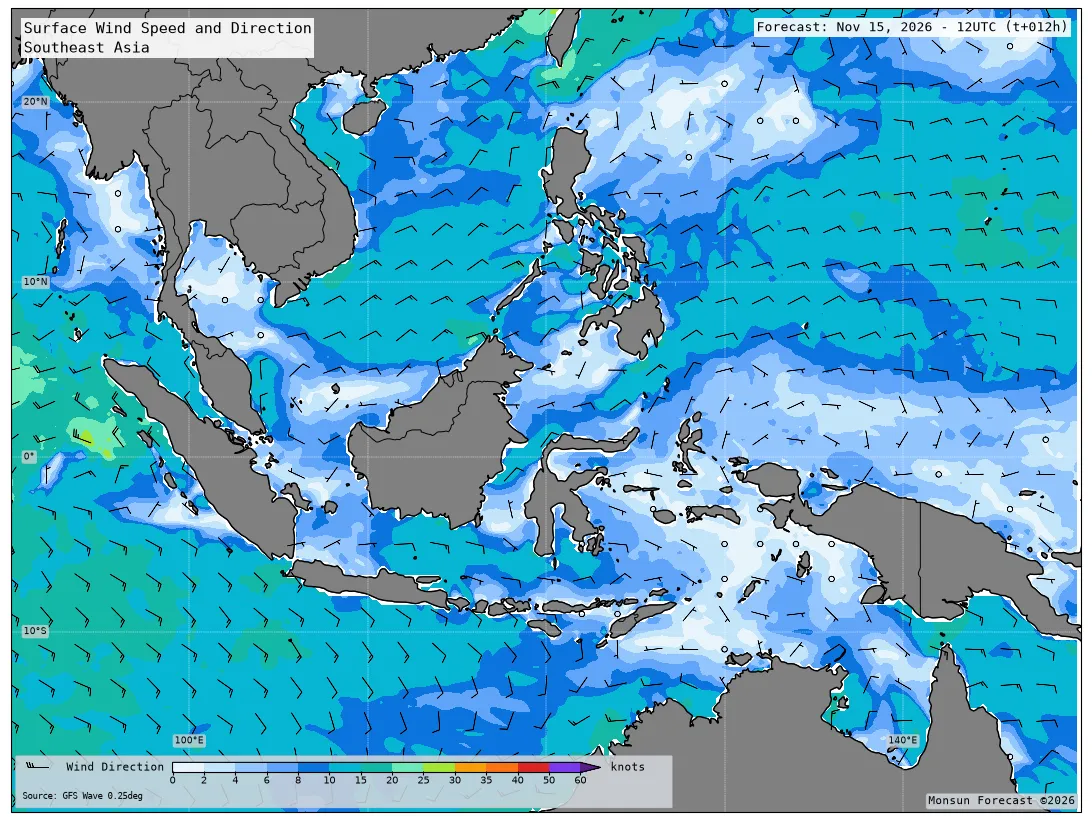 Surface Wind Speed and Direction
Southeast Asia
Forecast: Nov 15, 2026 - 12UTC (t+012h)
20°N
10°N
0°
10°S
100°E
140°E
Wind Direction
0 2 4 6 8 10 15 20 25 30 35 40 50 60
knots
Source: GFS Wave 0.25deg
Monsun Forecast ©2026